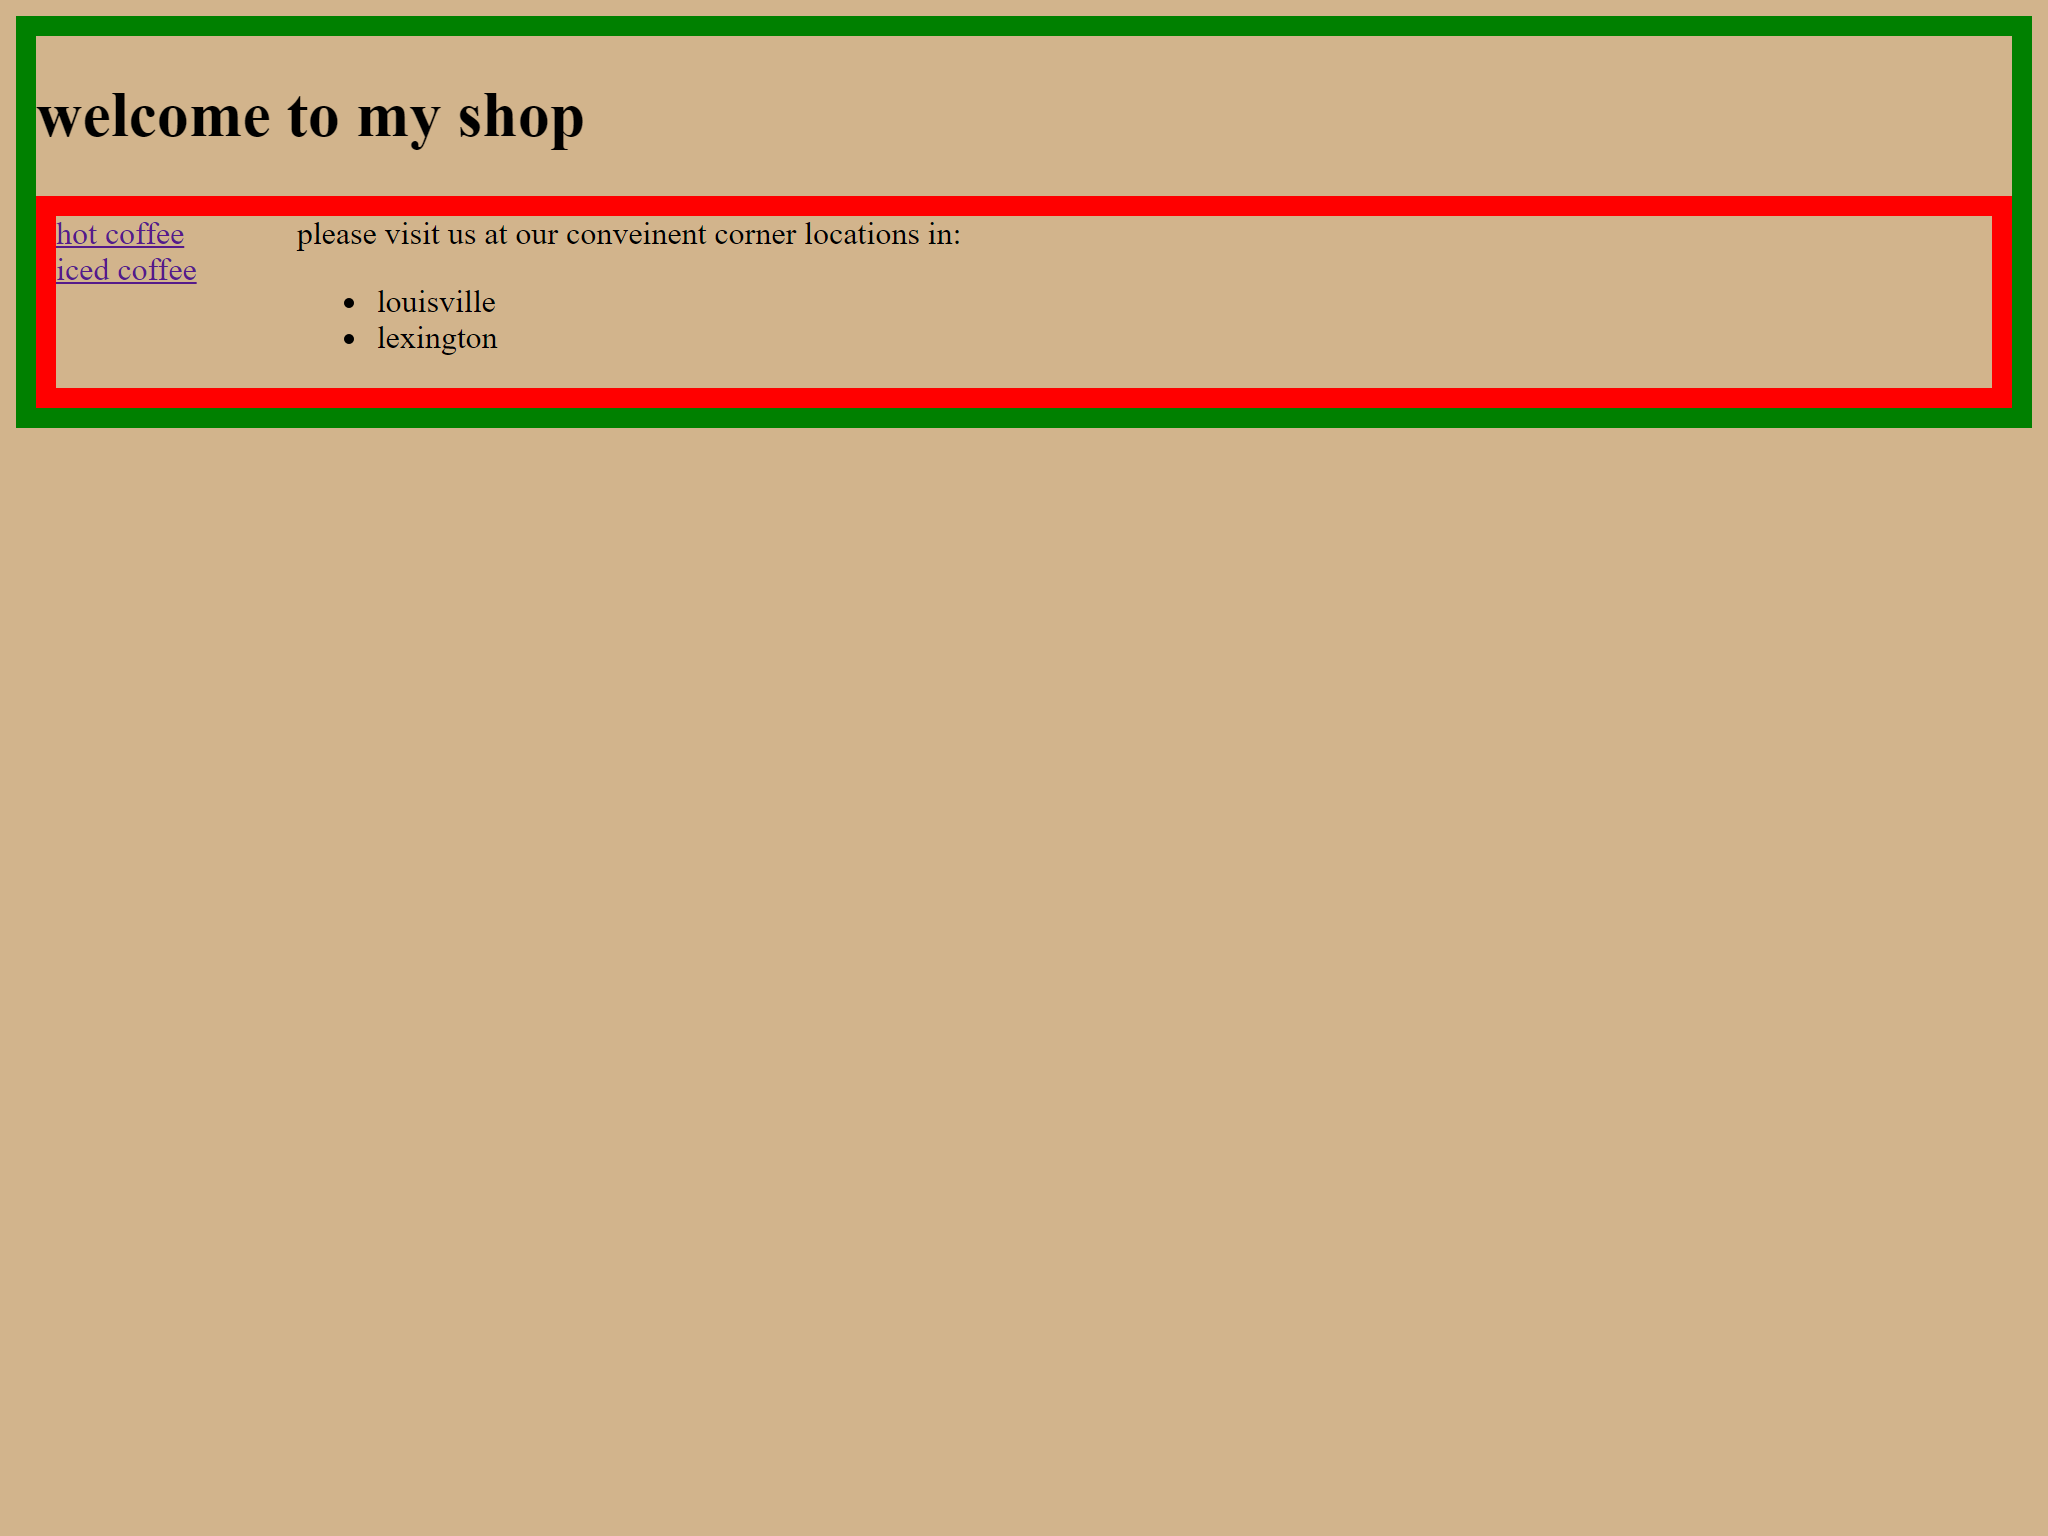 welcome to my shop
hot coffee
iced coffee
please visit us at our conveinent corner locations in:
louisville
lexington